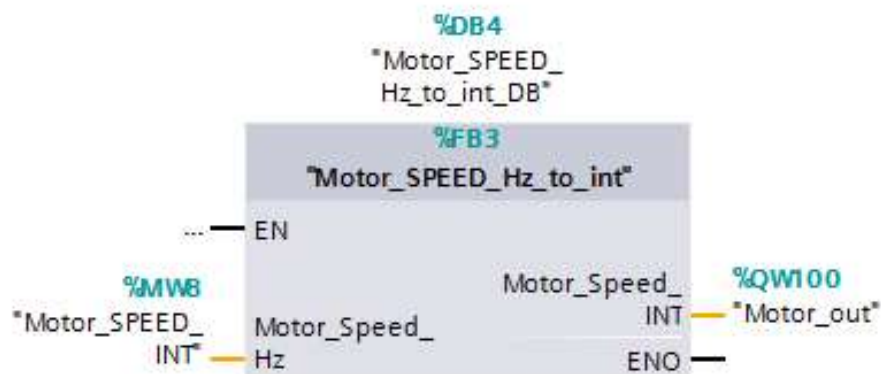 %DB4
"Motor_SPEED_
Hz_to_int_DB"
%FB3
"Motor_SPEED_Hz_to_int"
... EN
%MW8
"Motor_SPEED_
INT"
Motor_Speed_
Hz
Motor_Speed_
INT
%QW100
"Motor_out"
ENO